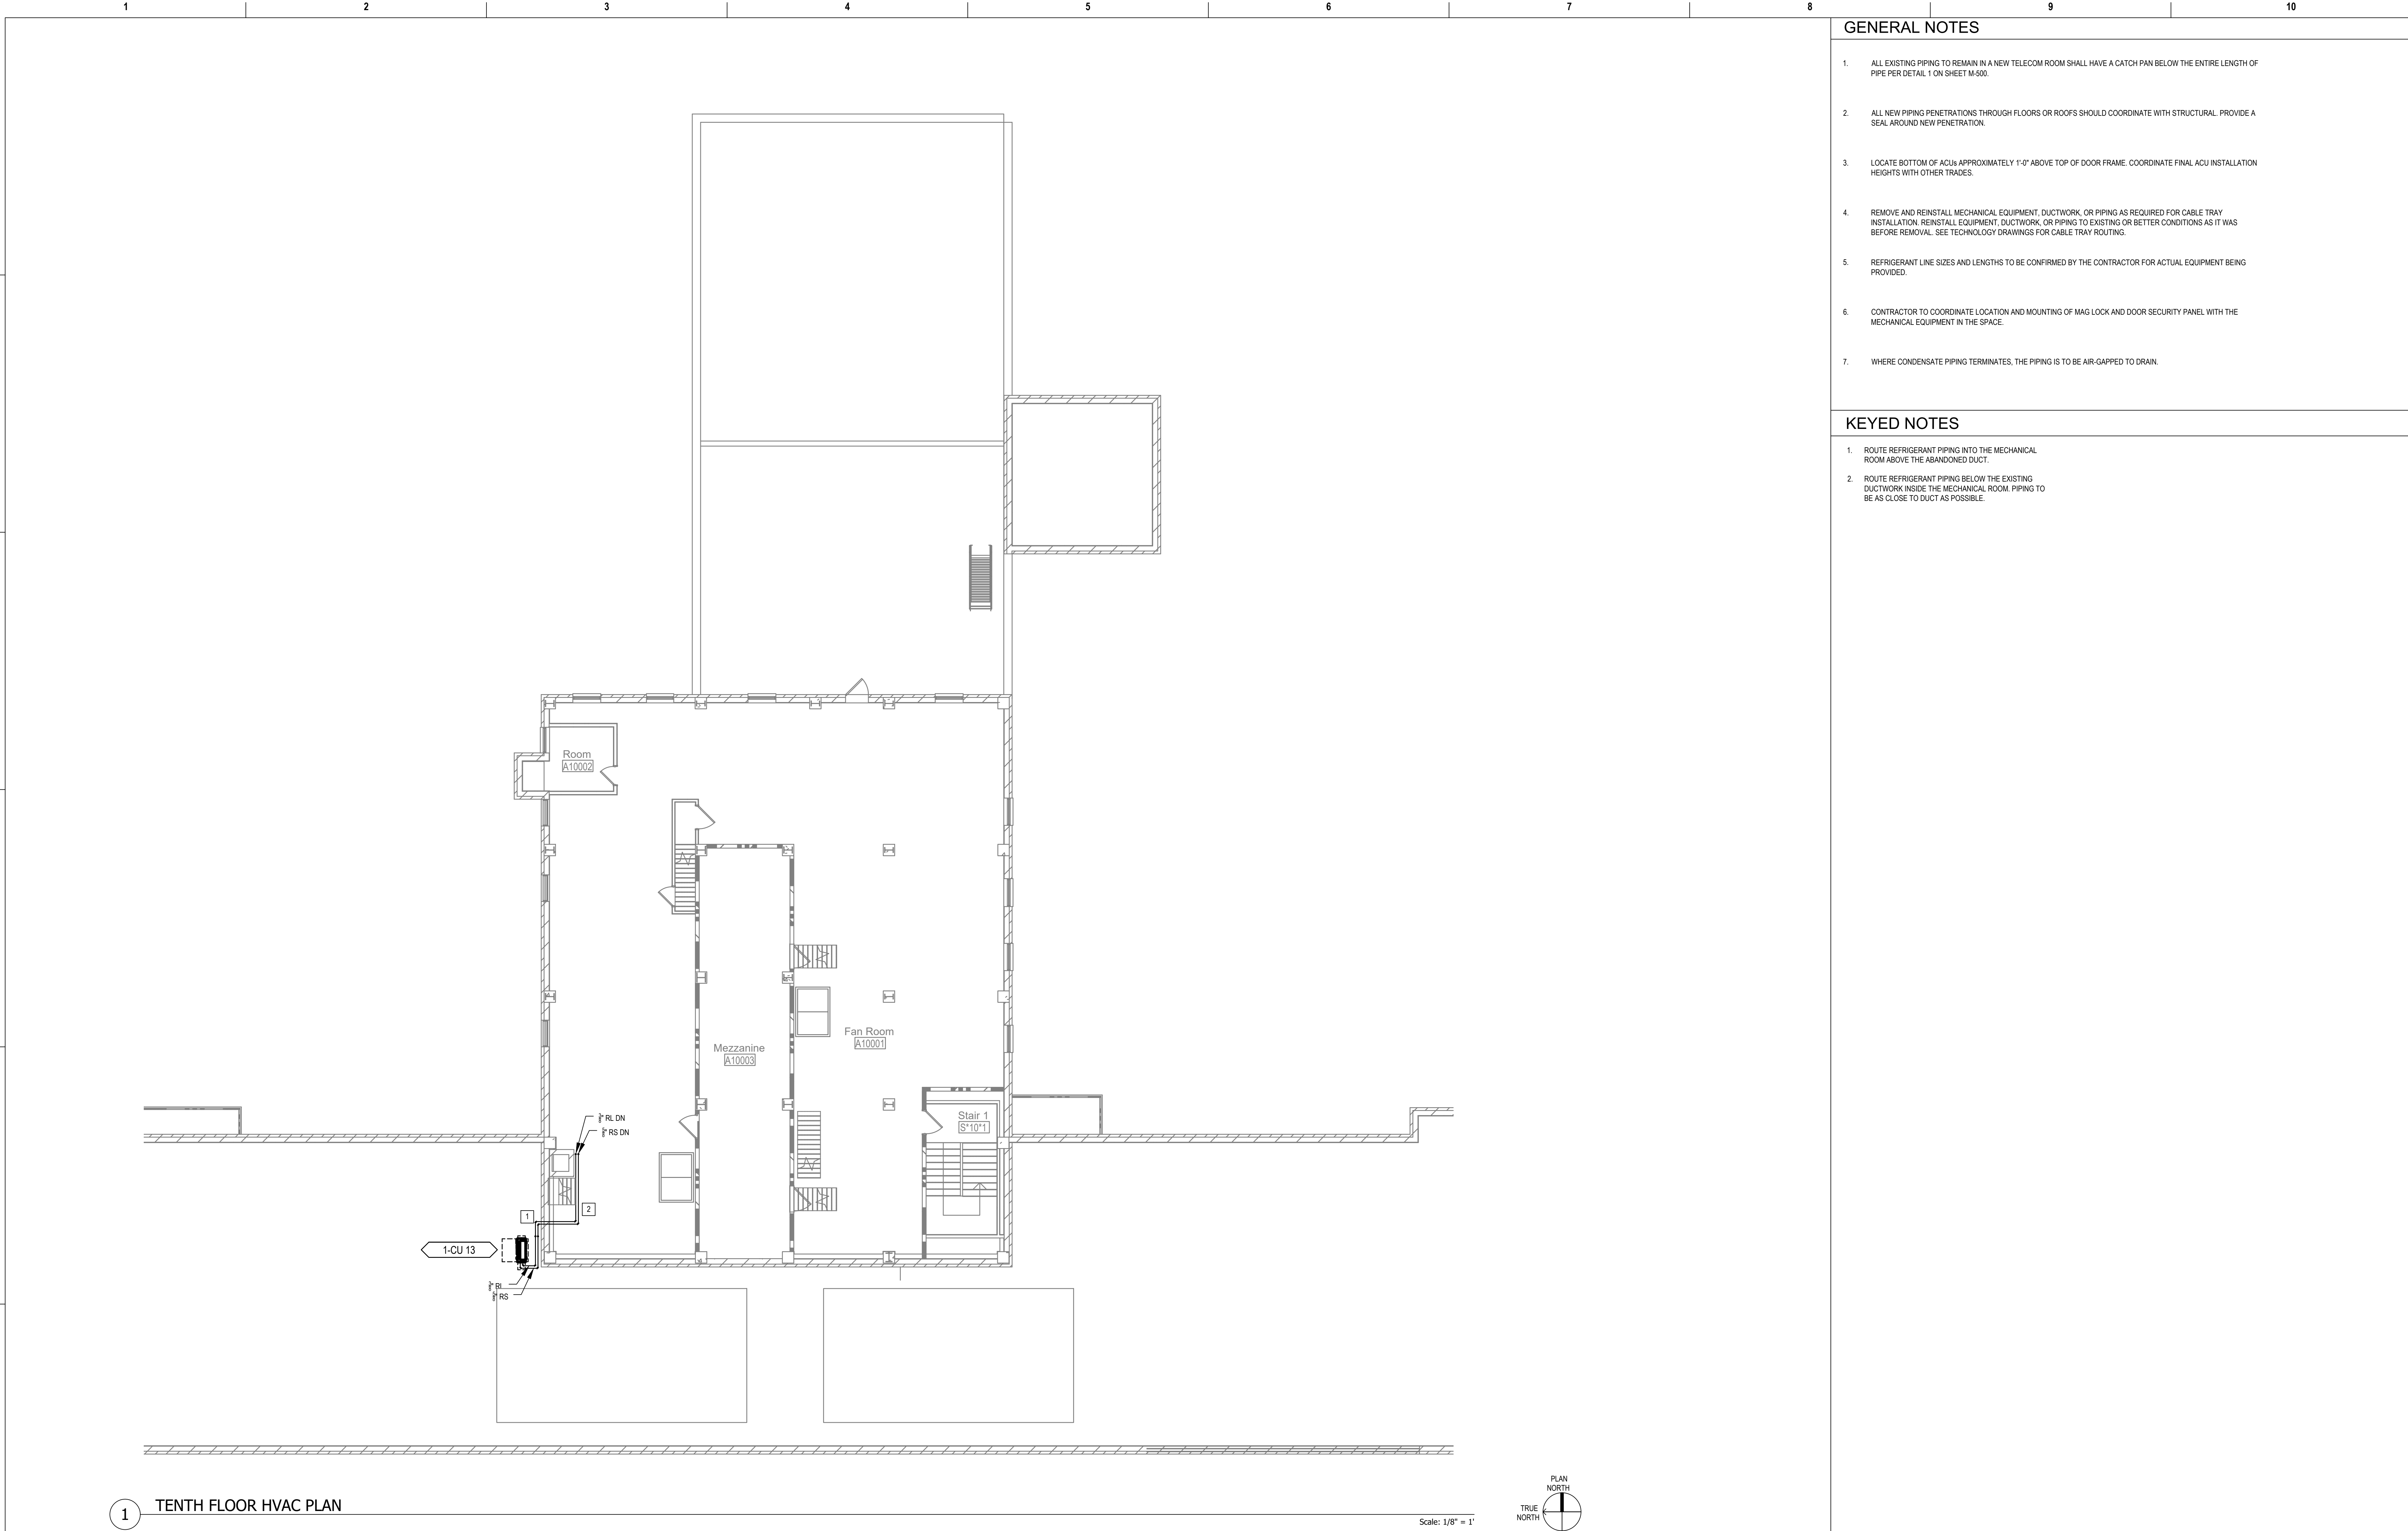 1 2 3 4 5 6 7 8 9 10
GENERAL NOTES
1. ALL EXISTING PIPING TO REMAIN IN A NEW TELECOM ROOM SHALL HAVE A CATCH PAN BELOW THE ENTIRE LENGTH OF
PIPE PER DETAIL 1 ON SHEET M-500.
2. ALL NEW PIPING PENETRATIONS THROUGH FLOORS OR ROOFS SHOULD COORDINATE WITH STRUCTURAL. PROVIDE A
SEAL AROUND NEW PENETRATION.
3. LOCATE BOTTOM OF ACUs APPROXIMATELY 1'-0" ABOVE TOP OF DOOR FRAME. COORDINATE FINAL ACU INSTALLATION
HEIGHTS WITH OTHER TRADES.
4. REMOVE AND REINSTALL MECHANICAL EQUIPMENT, DUCTWORK, OR PIPING AS REQUIRED FOR CABLE TRAY
INSTALLATION. REINSTALL EQUIPMENT, DUCTWORK, OR PIPING TO EXISTING OR BETTER CONDITIONS AS IT WAS
BEFORE REMOVAL. SEE TECHNOLOGY DRAWINGS FOR CABLE TRAY ROUTING.
5. REFRIGERANT LINE SIZES AND LENGTHS TO BE CONFIRMED BY THE CONTRACTOR FOR ACTUAL EQUIPMENT BEING
PROVIDED.
6. CONTRACTOR TO COORDINATE LOCATION AND MOUNTING OF MAG LOCK AND DOOR SECURITY PANEL WITH THE
MECHANICAL EQUIPMENT IN THE SPACE.
7. WHERE CONDENSATE PIPING TERMINATES, THE PIPING IS TO BE AIR-GAPPED TO DRAIN.
KEYED NOTES
1. ROUTE REFRIGERANT PIPING INTO THE MECHANICAL
ROOM ABOVE THE ABANDONED DUCT.
2. ROUTE REFRIGERANT PIPING BELOW THE EXISTING
DUCTWORK INSIDE THE MECHANICAL ROOM. PIPING TO
BE AS CLOSE TO DUCT AS POSSIBLE.
Room
A10002
Fan Room
A10001
Mezzanine
A10003
Stair 1
S*10*1
RL DN
RS DN
2
1
1-CU 13
RL
RS
PLAN
NORTH
TRUE
NORTH
1 TENTH FLOOR HVAC PLAN
Scale: 1/8" = 1'